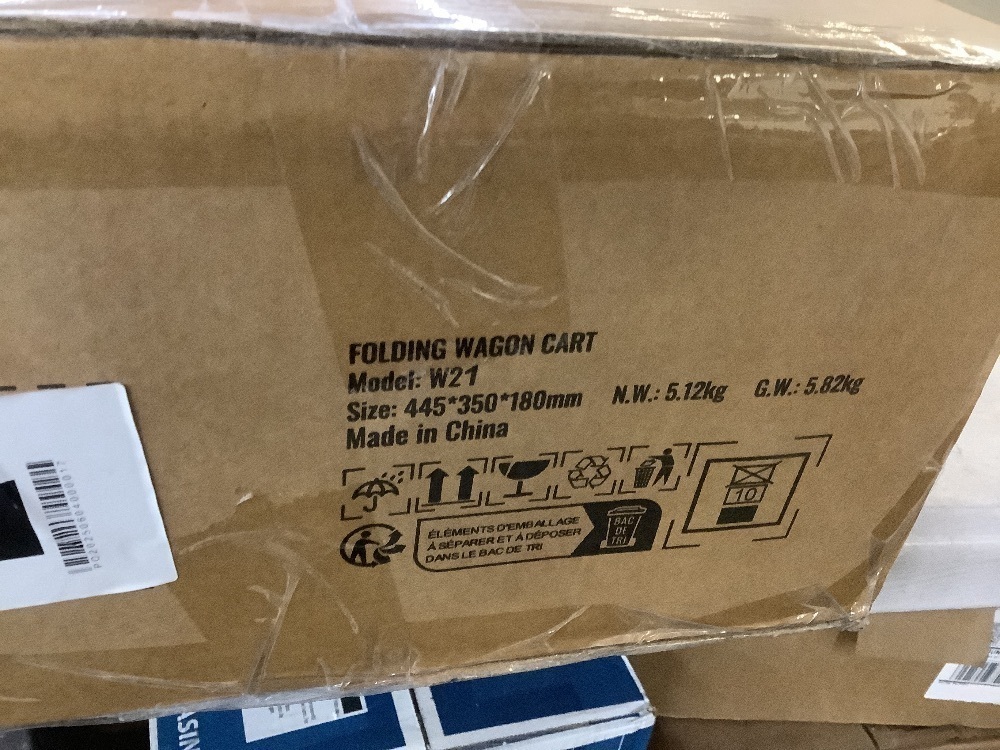 FOLDING WAGON CART
Model: W21
Size: 445*350*180mm N.W.: 5.12kg G.W.: 5.82kg
Made in China
10
ÉLÉMENTS D'EMBALLAGE
À SÉPARER ET À DÉPOSER
DANS LE BAC DE TRI
BAC
DE
TRI